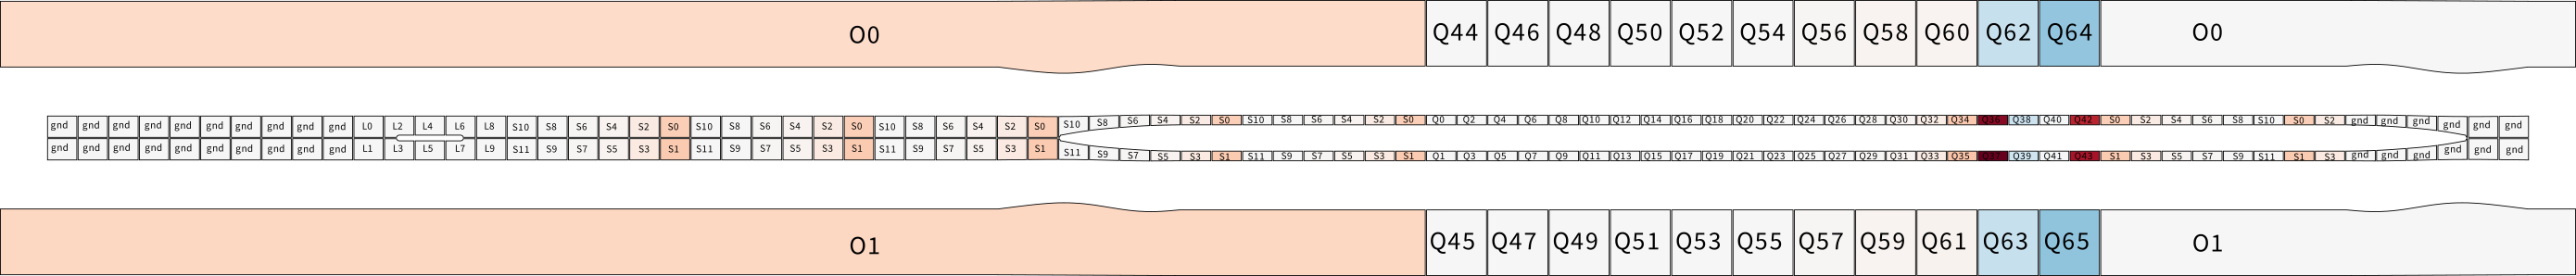 O0 Q44 Q46 Q48 Q50 Q52 Q54 Q56 Q58 Q60 Q62 Q64 O0
gnd gnd gnd gnd gnd gnd gnd gnd gnd gnd L0 L2 L4 L6 L8 S10 S8 S6 S4 S2 S0 S10 S8 S6 S4 S2 S0 S10 S8 S6 S4 S2 S0 S10 S8 S6 S4 S2 S0 S10 S8 S6 S4 S2 S0 Q0 Q2 Q4 Q6 Q8 Q10 Q12 Q14 Q16 Q18 Q20 Q22 Q24 Q26 Q28 Q30 Q32 Q34 Q36 Q38 Q40 Q42 S0 S2 S4 S6 S8 S10 S0 S2 gnd gnd gnd gnd gnd gnd
gnd gnd gnd gnd gnd gnd gnd gnd gnd gnd L1 L3 L5 L7 L9 S11 S9 S7 S5 S3 S1 S11 S9 S7 S5 S3 S1 S11 S9 S7 S5 S3 S1 S11 S9 S7 S5 S3 S1 S11 S9 S7 S5 S3 S1 Q1 Q3 Q5 Q7 Q9 Q11 Q13 Q15 Q17 Q19 Q21 Q23 Q25 Q27 Q29 Q31 Q33 Q35 Q37 Q39 Q41 Q43 S1 S3 S5 S7 S9 S11 S1 S3 gnd gnd gnd gnd gnd gnd
O1 Q45 Q47 Q49 Q51 Q53 Q55 Q57 Q59 Q61 Q63 Q65 O1